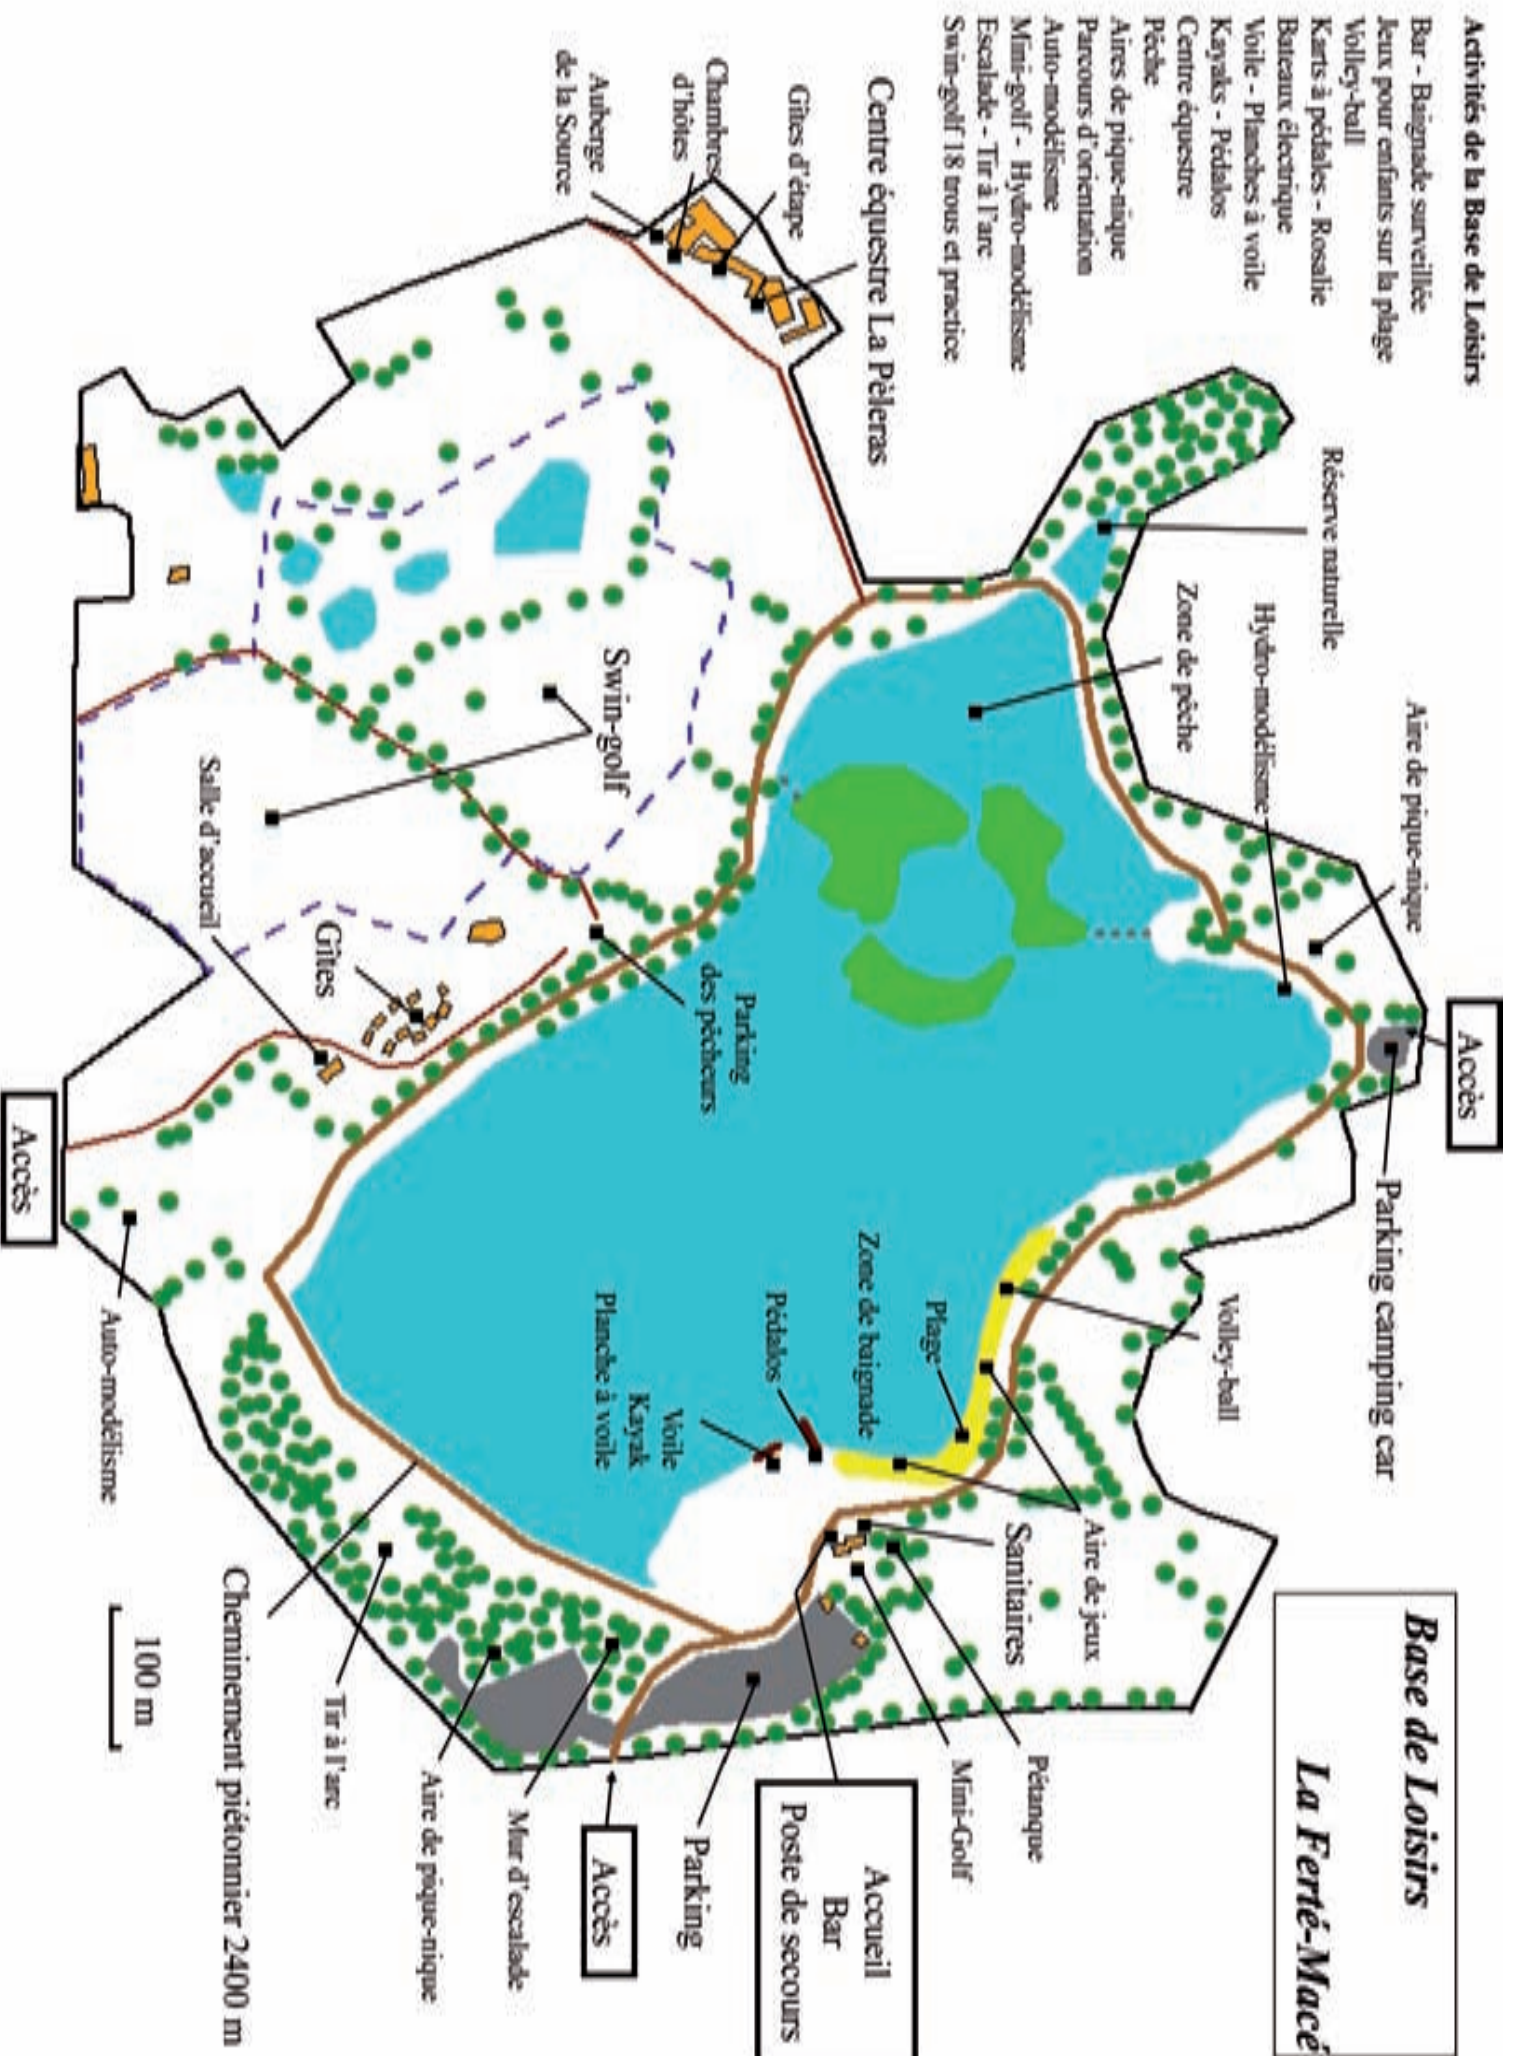 Activités de la Base de Loisirs
Bar - Baignade surveillée
Jeux pour enfants sur la plage
Volley-ball
Karts à pédales - Rosalie
Bateaux électrique
Voile - Planches à voile
Kayaks - Pédalos
Centre équestre
Pêche
Aires de pique-nique
Parcours d'orientation
Auto-modélisme
Mini-golf - Hydro-modélisme
Escalade - Tir à l'arc
Swin-golf 18 trous et practice
Base de Loisirs
La Ferté-Macé
Accès
Parking camping car
Aire de pique-nique
Réserve naturelle
Hydro-modélisme
Zone de pêche
Volley-ball
Aire de jeux
Plage
Zone de baignade
Sanitaires
Pétanque
Mini-Golf
Centre équestre La Pèleras
Gîtes d'étape
Chambres
d'hôtes
Auberge
de la Source
Pédalos
Voile
Kayak
Planche à voile
Accueil
Bar
Poste de secours
Parking
des pêcheurs
Parking
Swin-golf
Accès
Mur d'escalade
Aire de pique-nique
Gîtes
Salle d'accueil
Tir à l'arc
Cheminement piétonnier 2400 m
Auto-modélisme
100 m
Accès